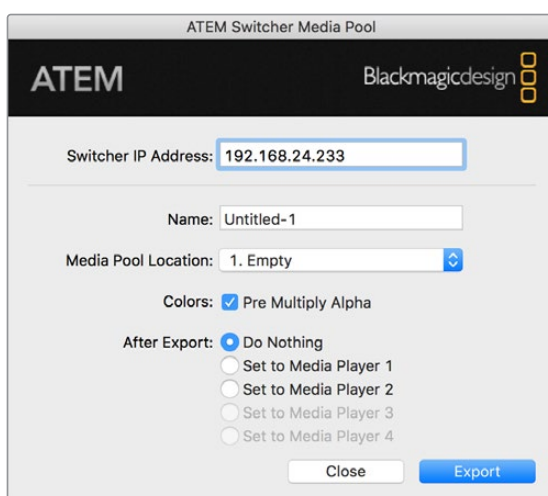 ATEM Switcher Media Pool
ATEM
Blackmagicdesign
Switcher IP Address: 192.168.24.233
Name: Untitled-1
Media Pool Location: 1. Empty
Colors: Pre Multiply Alpha
After Export: Do Nothing
Set to Media Player 1
Set to Media Player 2
Set to Media Player 3
Set to Media Player 4
Close Export